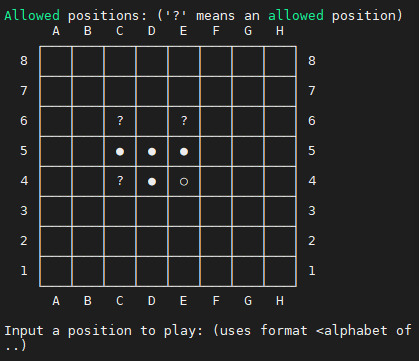 Allowed positions: ('?' means an allowed position)
A B C D E F G H
8 8
7 7
6 ? ? 6
5 ● ● ● 5
4 ? ● ○ 4
3 3
2 2
1 1
A B C D E F G H
Input a position to play: (uses format <alphabet of
..)